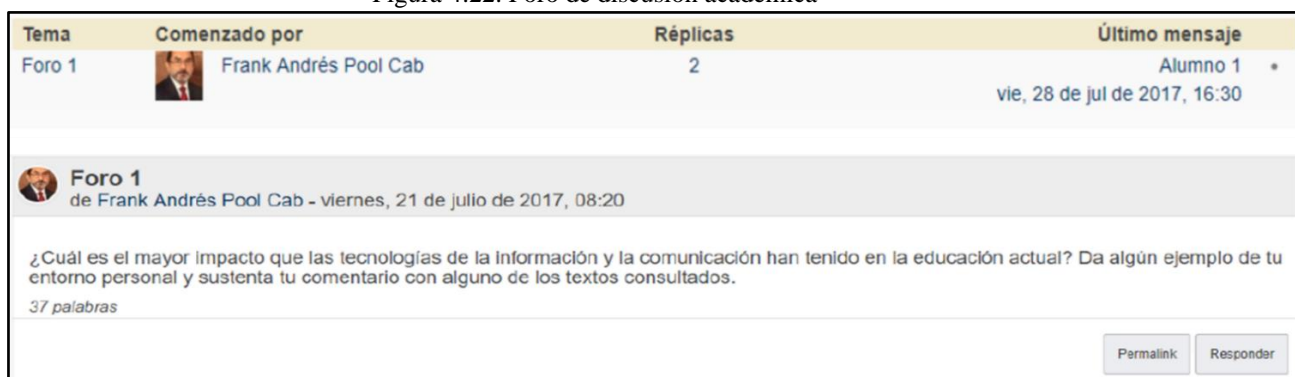 Figura 4.22. Foro de discusión académica
Tema Comenzado por Réplicas Último mensaje
Foro 1 Frank Andrés Pool Cab 2 Alumno 1
vie, 28 de jul de 2017, 16:30
Foro 1
de Frank Andrés Pool Cab - viernes, 21 de julio de 2017, 08:20
¿Cuál es el mayor impacto que las tecnologías de la información y la comunicación han tenido en la educación actual? Da algún ejemplo de tu
entorno personal y sustenta tu comentario con alguno de los textos consultados.
37 palabras
Permalink Responder